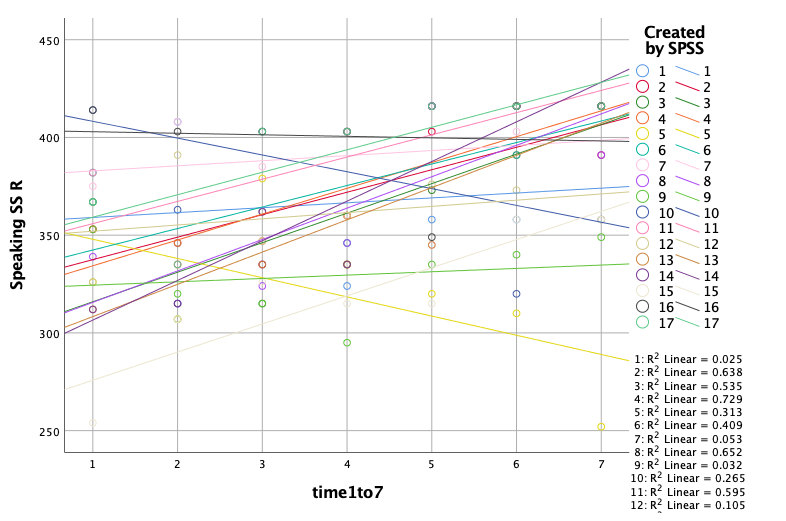 Created
by SPSS
450
400
350
300
250
Speaking SS R
1 2 3 4 5 6 7
time1to7
1 1
2 2
3 3
4 4
5 5
6 6
7 7
8 8
9 9
10 10
11 11
12 12
13 13
14 14
15 15
16 16
17 17
1: R² Linear = 0.025
2: R² Linear = 0.638
3: R² Linear = 0.535
4: R² Linear = 0.729
5: R² Linear = 0.313
6: R² Linear = 0.409
7: R² Linear = 0.053
8: R² Linear = 0.652
9: R² Linear = 0.032
10: R² Linear = 0.265
11: R² Linear = 0.595
12: R² Linear = 0.105